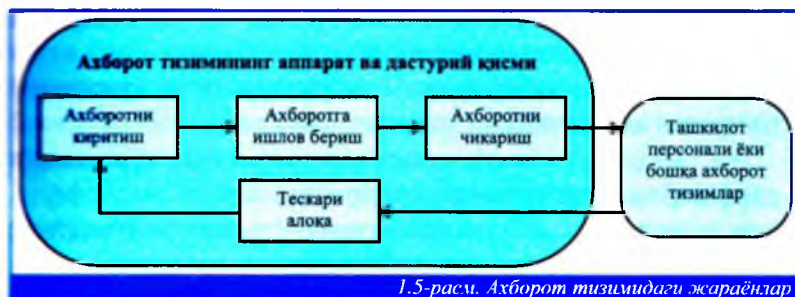 Ахборот тизимининг аппарат ва дастурий қисми
Ахборотни
киритиш
Ахборотга
ишлов бериш
Ахборотни
чиқариш
Ташкилот
персонали ёки
бошқа ахборот
тизимлар
Тескари
алоқа
1.5-расм. Ахборот тизимидаги жараёнлар